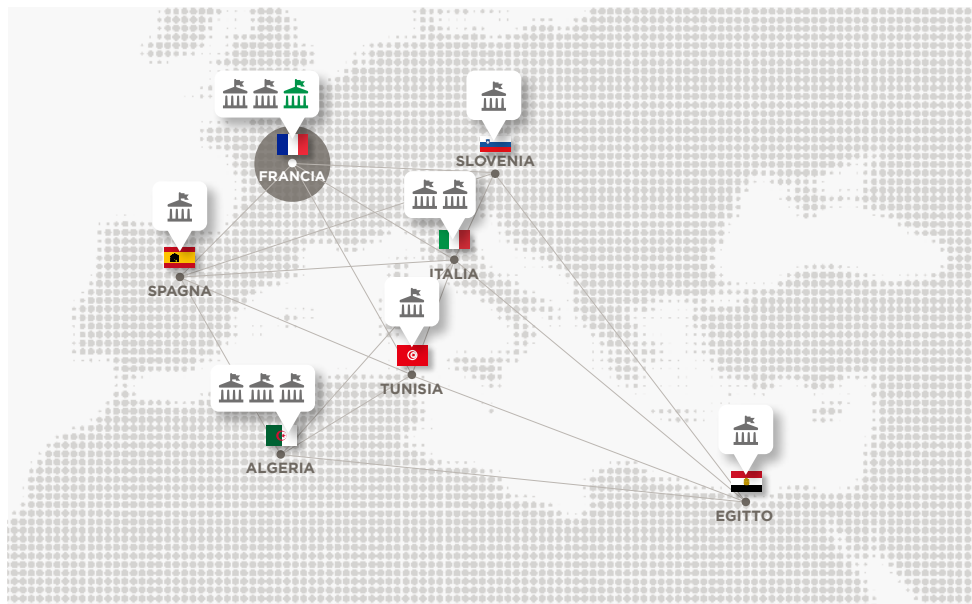 SLOVENIA
FRANCIA
ITALIA
SPAGNA
TUNISIA
ALGERIA
EGITTO